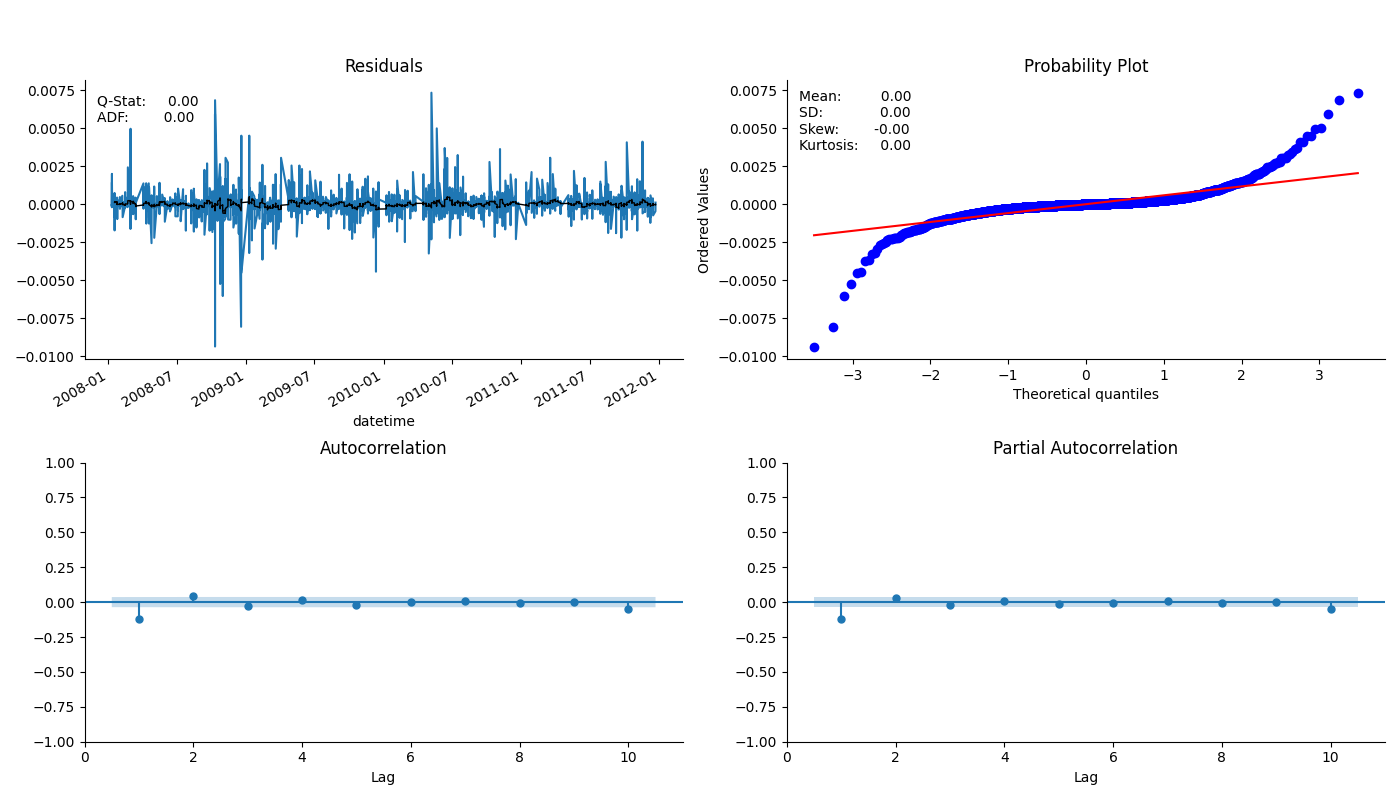 Residuals
Q-Stat: 0.00
ADF: 0.00
0.0075
0.0050
0.0025
0.0000
−0.0025
−0.0050
−0.0075
−0.0100
2008-01
2008-07
2009-01
2009-07
2010-01
2010-07
2011-01
2011-07
2012-01
datetime
Probability Plot
Mean: 0.00
SD: 0.00
Skew: -0.00
Kurtosis: 0.00
Ordered Values
0.0075
0.0050
0.0025
0.0000
−0.0025
−0.0050
−0.0075
−0.0100
−3 −2 −1 0 1 2 3
Theoretical quantiles
Autocorrelation
1.00
0.75
0.50
0.25
0.00
−0.25
−0.50
−0.75
−1.00
0 2 4 6 8 10
Lag
Partial Autocorrelation
1.00
0.75
0.50
0.25
0.00
−0.25
−0.50
−0.75
−1.00
0 2 4 6 8 10
Lag